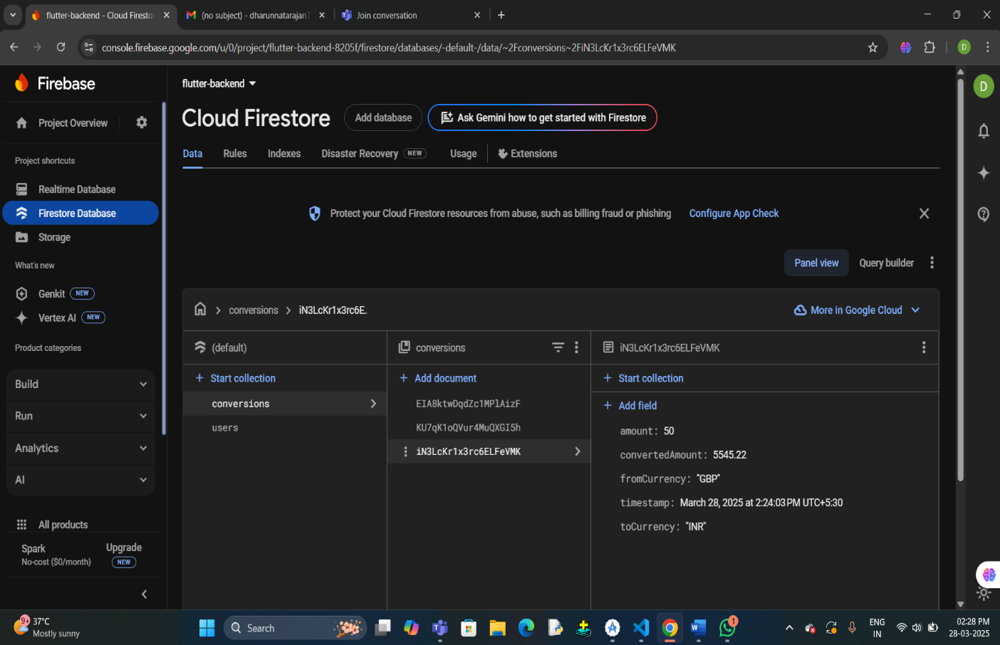 flutter-backend - Cloud Firestor
(no subject) - dharunnatarajan7
Join conversation
console.firebase.google.com/u/0/project/flutter-backend-8205f/firestore/databases/-default-/data/~2Fconversions~2FiN3LcKr1x3rc6ELFeVMK
D
Firebase
flutter-backend
D
Project Overview
Cloud Firestore
Add database
Ask Gemini how to get started with Firestore
Project shortcuts
Data
Rules
Indexes
Disaster Recovery NEW
Usage
Extensions
Realtime Database
Firestore Database
Storage
Protect your Cloud Firestore resources from abuse, such as billing fraud or phishing
Configure App Check
What's new
Panel view
Query builder
Genkit NEW
Vertex AI NEW
conversions
iN3LcKr1x3rc6E.
More in Google Cloud
Product categories
(default)
conversions
iN3LcKr1x3rc6ELFeVMK
Build
Run
Analytics
AI
+ Start collection
conversions
users
+ Add document
EIA8ktwDqdZc1MPlAizF
KU7qK1oQVur4MuQXGI5h
iN3LcKr1x3rc6ELFeVMK
+ Start collection
+ Add field
amount: 50
convertedAmount: 5545.22
fromCurrency: "GBP"
timestamp: March 28, 2025 at 2:24:03 PM UTC+5:30
toCurrency: "INR"
All products
Spark
No-cost ($0/month)
Upgrade
NEW
9+
37°C
Mostly sunny
Search
1
ENG
IN
02:28 PM
28-03-2025